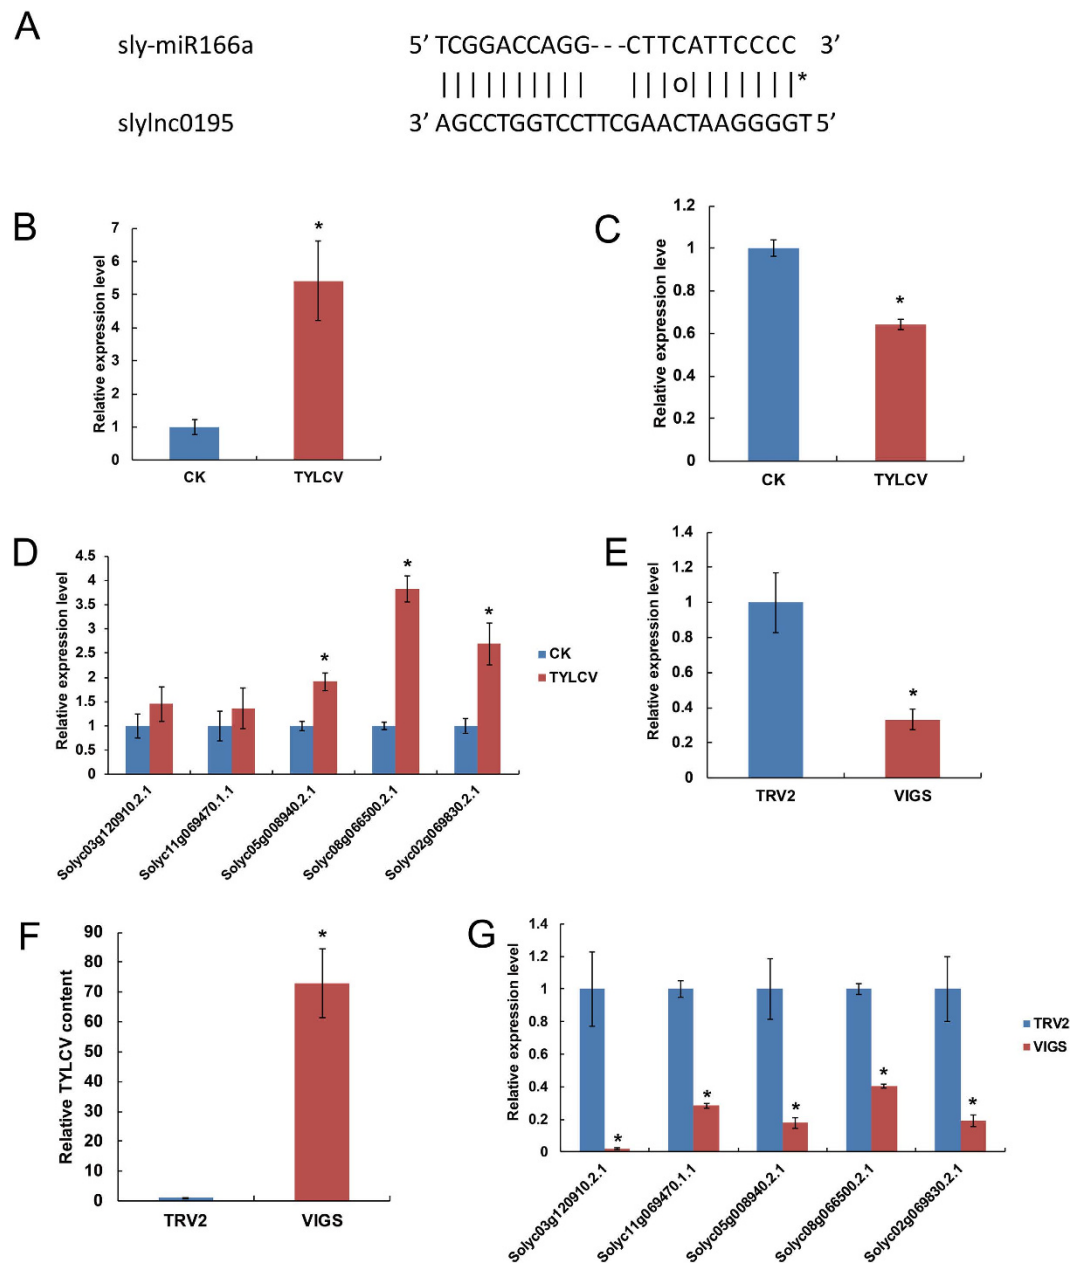 A
sly-miR166a 5’ TCGGACCAGG---CTTCATTCCCC 3’
||||||||||   |||o|||||||*
slylnc0195 3’ AGCCTGGTCCTTCGAACTAAGGGGT 5’
B
Relative expression level
7
6
5
4
3
2
1
0
*
CK TYLCV
C
Relative expression leve
1.2
1
0.8
0.6
0.4
0.2
0
*
CK TYLCV
D
Relative expression level
4.5
4
3.5
3
2.5
2
1.5
1
0.5
0
* * *
CK
TYLCV
Solyc03g120910.2.1
Solyc11g069470.1.1
Solyc05g008940.2.1
Solyc08g066500.2.1
Solyc02g069830.2.1
E
Relative expression level
1.4
1.2
1
0.8
0.6
0.4
0.2
0
*
TRV2 VIGS
F
Relative TYLCV content
90
80
70
60
50
40
30
20
10
0
*
TRV2 VIGS
G
Relative expression level
1.4
1.2
1
0.8
0.6
0.4
0.2
0
* * * * *
TRV2
VIGS
Solyc03g120910.2.1
Solyc11g069470.1.1
Solyc05g008940.2.1
Solyc08g066500.2.1
Solyc02g069830.2.1